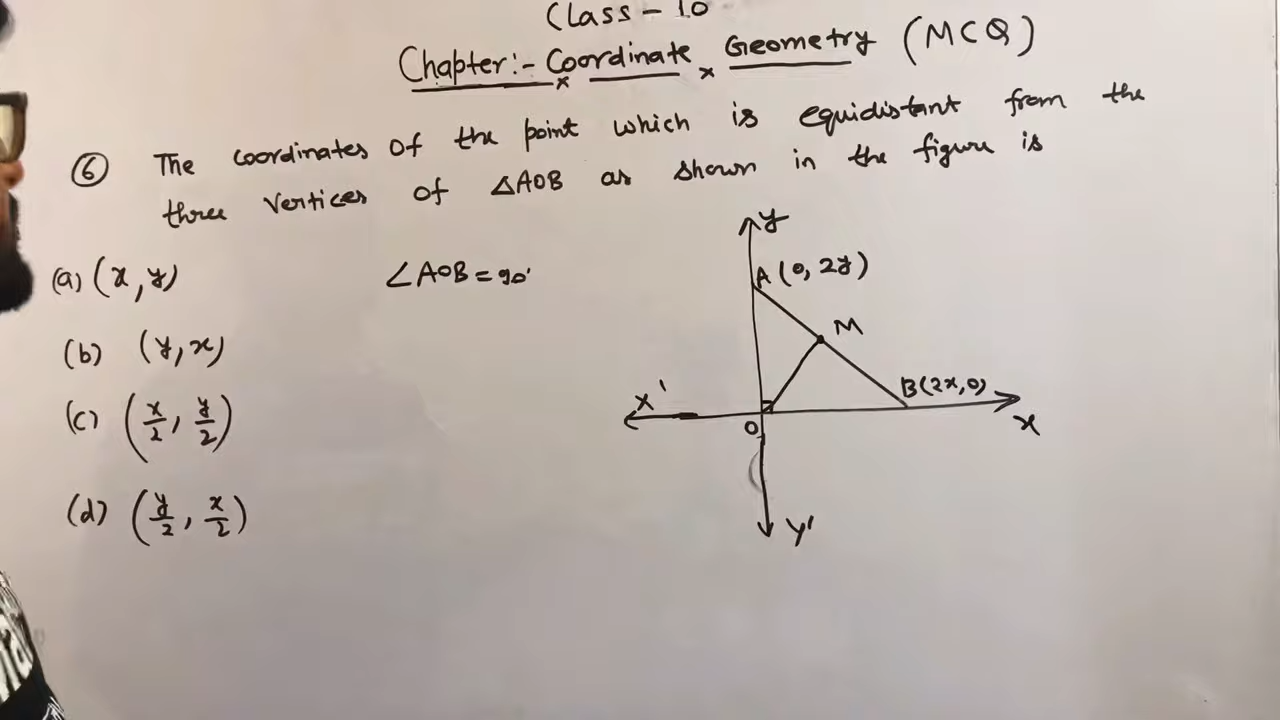 Class - 10
Chapter:- Coordinate Geometry (MCQ)
⑥ The coordinates of the point which is equidistant from the
three vertices of △AOB as shown in the figure is
(a) (x, y)
∠AOB = 90°
(b) (y, x)
(c) (x/2, y/2)
(d) (y/2, x/2)
y
A (0, 2y)
M
B(2x, 0)
x'
O
x
y'